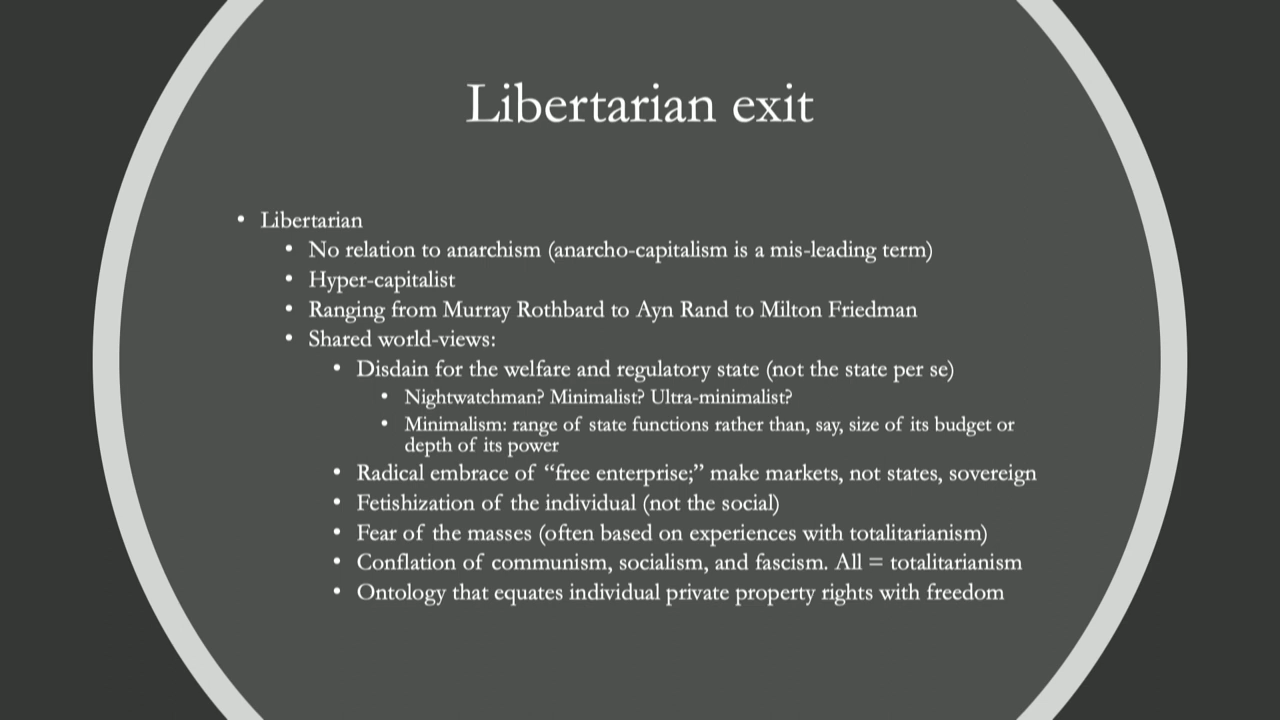 Libertarian exit
• Libertarian
• No relation to anarchism (anarcho-capitalism is a mis-leading term)
• Hyper-capitalist
• Ranging from Murray Rothbard to Ayn Rand to Milton Friedman
• Shared world-views:
• Disdain for the welfare and regulatory state (not the state per se)
• Nightwatchman? Minimalist? Ultra-minimalist?
• Minimalism: range of state functions rather than, say, size of its budget or
depth of its power
• Radical embrace of “free enterprise;” make markets, not states, sovereign
• Fetishization of the individual (not the social)
• Fear of the masses (often based on experiences with totalitarianism)
• Conflation of communism, socialism, and fascism. All = totalitarianism
• Ontology that equates individual private property rights with freedom